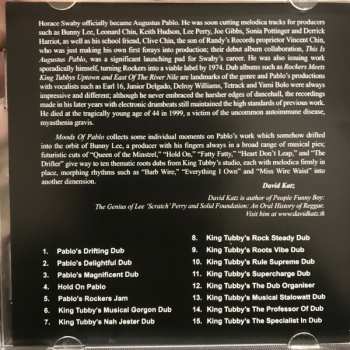 Horace Swaby officially became Augustus Pablo. He was soon cutting melodica tracks for producers
such as Bunny Lee, Leonard Chin, Keith Hudson, Lee Perry, Joe Gibbs, Sonia Pottinger and Derrick
Harriott, as well as his school friend, Clive Chin, the son of Randy's Records proprietor Vincent Chin,
who was just making his own first forays into production; their debut collaboration album, This Is
Augustus Pablo, was a significant launching pad for Swaby's career. He was also issuing work
sporadically himself, turning Rockers into a viable label by 1974. Dub albums such as Rockers Meets
King Tubbys Uptown and East Of The River Nile are landmarks of the genre and Pablo's productions
with vocalists such as Earl 16, Junior Delgado, Delroy Williams, Tetrack and Yami Bolo were always
impressive and different; although he never embraced the harder edges of dancehall, the recordings
made in his later years with electronic drumbeats still maintained the high standards of previous work.
He died at the tragically young age of 44 in 1999, a victim of the uncommon autoimmune disease,
myasthenia gravis.
Moods Of Pablo collects some individual moments on Pablo's work which somehow drifted
into the orbit of Bunny Lee, a producer with his fingers always in a broad range of musical pies;
futuristic cuts of "Queen of the Minstrel," "Hold On," "Fatty Fatty," "Heart Don't Leap," and "The
Drifter" give way to ten thematic roots dubs from King Tubby's studio, each with melodica firmly in
place, morphing rhythms such as "Barb Wire," "Everything I Own" and "Miss Wire Waist" into
another dimension.
David Katz
David Katz is author of People Funny Boy:
The Genius of Lee 'Scratch' Perry and Solid Foundation: An Oral History of Reggae.
Visit him at www.davidkatz.tk
1. Pablo's Drifting Dub
2. Pablo's Delightful Dub
3. Pablo's Magnificent Dub
4. Hold On Pablo
5. Pablo's Rockers Jam
6. King Tubby's Musical Gorgon Dub
7. King Tubby's Nah Jester Dub
8. King Tubby's Rock Steady Dub
9. King Tubby's Roots Vibe Dub
10. King Tubby's Rule Supreme Dub
11. King Tubby's Supercharge Dub
12. King Tubby's The Dub Organiser
13. King Tubby's Musical Stalowatt Dub
14. King Tubby's The Professor Of Dub
15. King Tubby's The Specialist In Dub